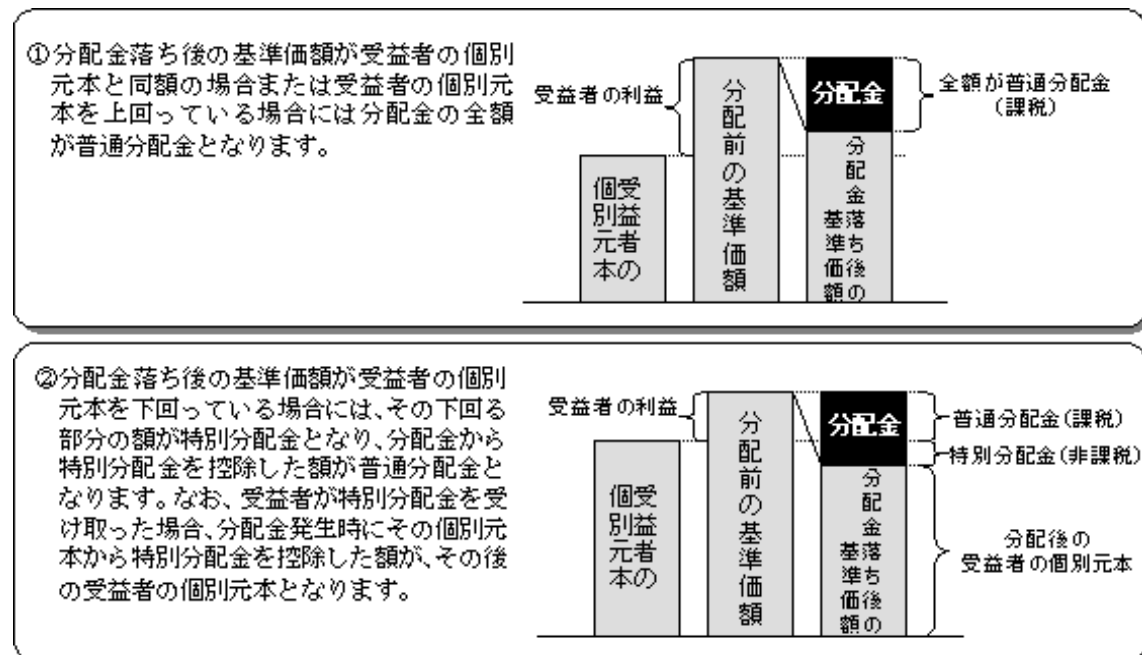 ①分配金落ち後の基準価額が受益者の個別
元本と同額の場合または受益者の個別元
本を上回っている場合には分配金の全額
が普通分配金となります。
受益者の利益
受益者の
個別元本
分配前の基準価額
分配金
分配金落ち後の
基準価額
全額が普通分配金
(課税)
②分配金落ち後の基準価額が受益者の個別
元本を下回っている場合には、その下回る
部分の額が特別分配金となり、分配金から
特別分配金を控除した額が普通分配金と
なります。なお、受益者が特別分配金を受
け取った場合、分配金発生時にその個別元
本から特別分配金を控除した額が、その後
の受益者の個別元本となります。
受益者の利益
受益者の
個別元本
分配前の基準価額
分配金
分配金落ち後の
基準価額
普通分配金(課税)
特別分配金(非課税)
分配後の
受益者の個別元本